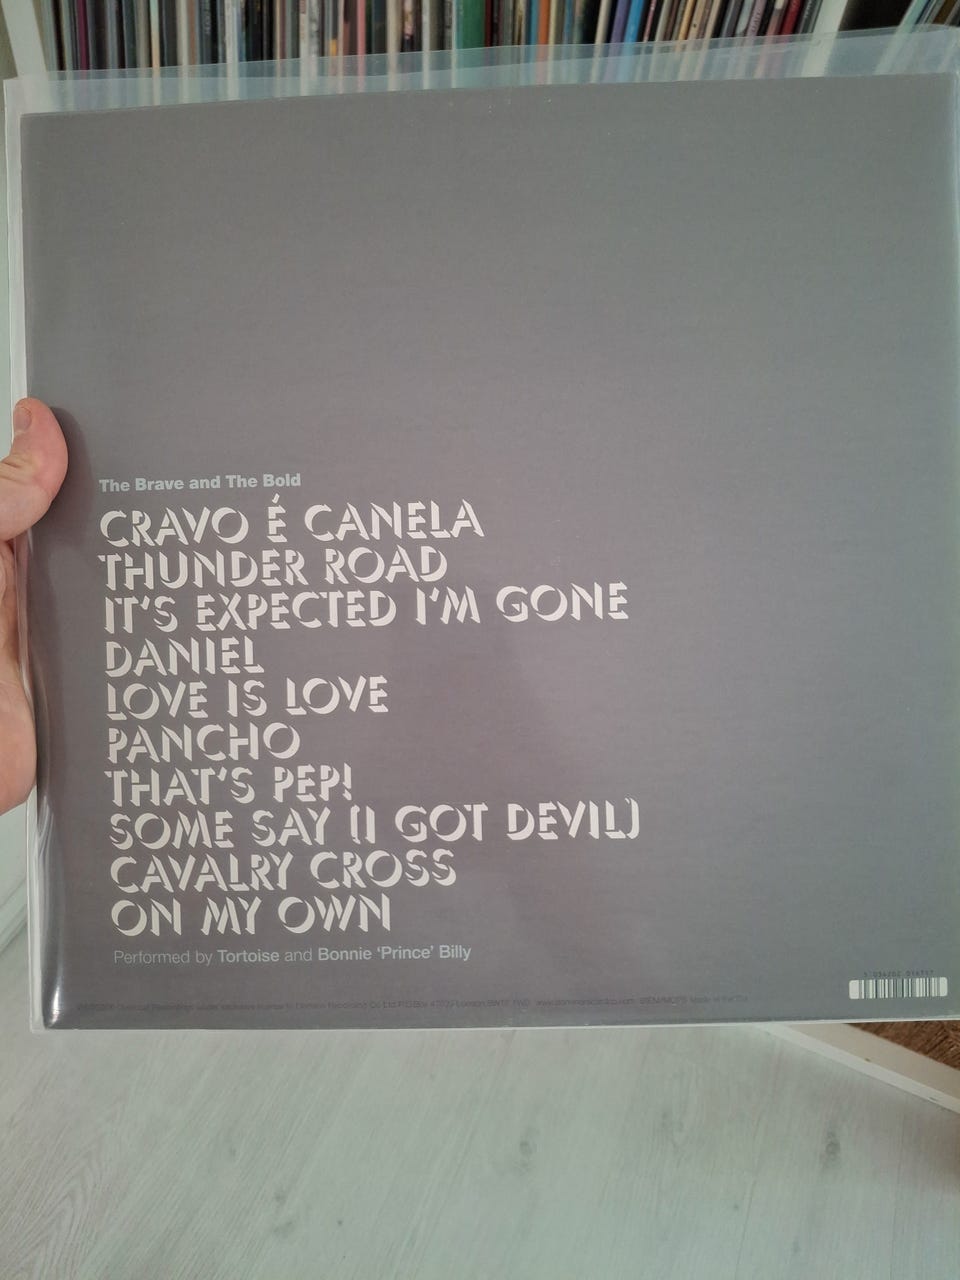 The Brave and The Bold
CRAVO É CANELA
THUNDER ROAD
IT'S EXPECTED I'M GONE
DANIEL
LOVE IS LOVE
PANCHO
THAT'S PEP!
SOME SAY (I GOT DEVIL)
CAVALRY CROSS
ON MY OWN
Performed by Tortoise and Bonnie 'Prince' Billy